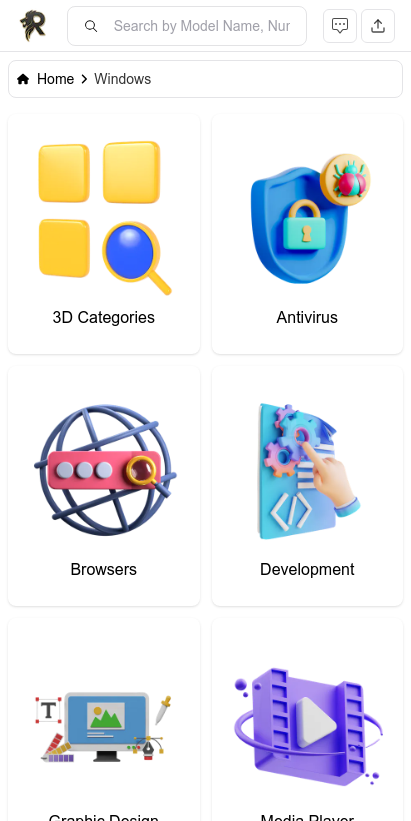 Search by Model Name, Nur
Home Windows
3D Categories
Antivirus
Browsers
Development
T
Graphic Design
Media Player